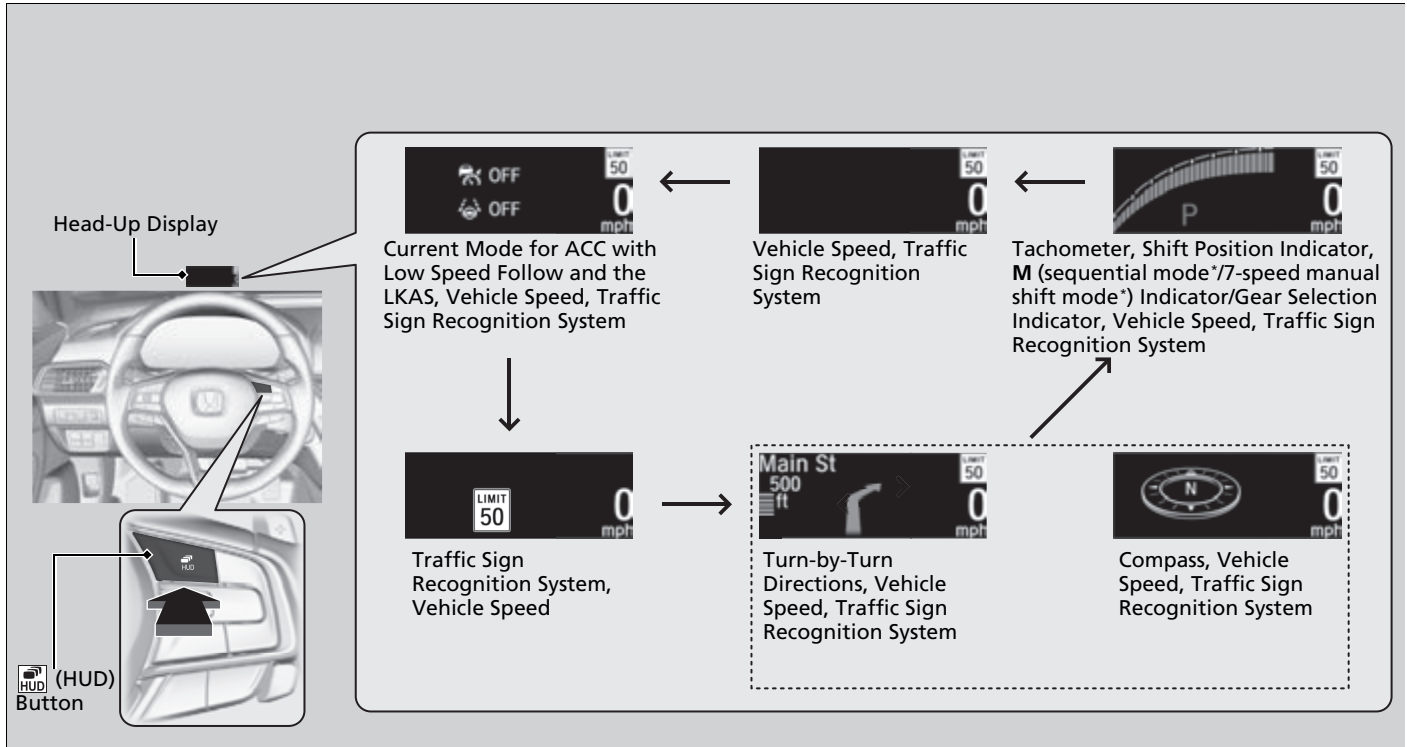 OFF
OFF
LIMIT
50
0
mph
LIMIT
50
0
mph
P
LIMIT
50
0
mph
Head-Up Display
Current Mode for ACC with
Low Speed Follow and the
LKAS, Vehicle Speed, Traffic
Sign Recognition System
Vehicle Speed, Traffic
Sign Recognition
System
Tachometer, Shift Position Indicator,
M (sequential mode*/7-speed manual
shift mode*) Indicator/Gear Selection
Indicator, Vehicle Speed, Traffic Sign
Recognition System
LIMIT
50
0
mph
Main St
500
ft
LIMIT
50
0
mph
N
LIMIT
50
0
mph
Traffic Sign
Recognition System,
Vehicle Speed
Turn-by-Turn
Directions, Vehicle
Speed, Traffic Sign
Recognition System
Compass, Vehicle
Speed, Traffic Sign
Recognition System
HUD
HUD (HUD)
Button